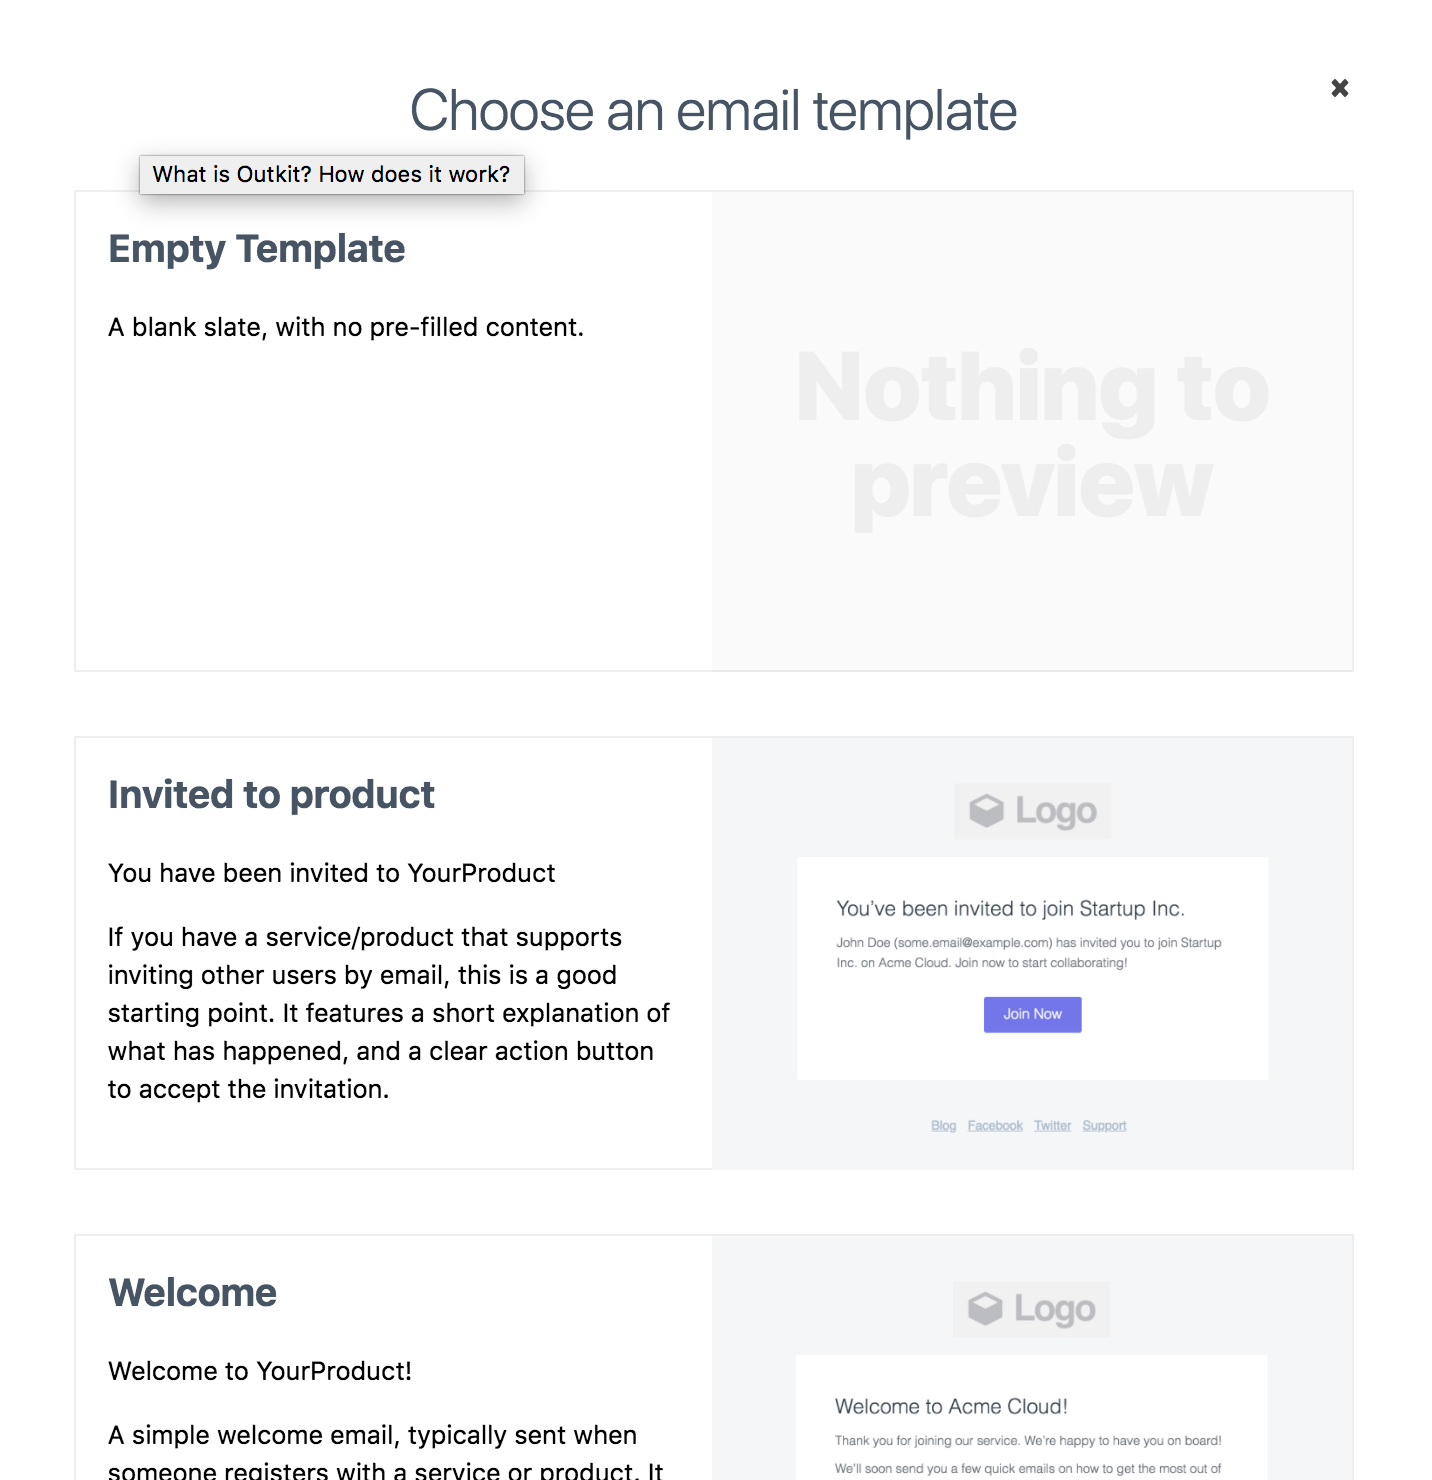 Choose an email template
✖
What is Outkit? How does it work?
Empty Template
A blank slate, with no pre-filled content.
Nothing to
preview
Invited to product
You have been invited to YourProduct
If you have a service/product that supports
inviting other users by email, this is a good
starting point. It features a short explanation of
what has happened, and a clear action button
to accept the invitation.
Logo
You've been invited to join Startup Inc.
John Doe (some.email@example.com) has invited you to join Startup
Inc. on Acme Cloud. Join now to start collaborating!
Join Now
Blog Facebook Twitter Support
Welcome
Welcome to YourProduct!
A simple welcome email, typically sent when
someone registers with a service or product. It
Logo
Welcome to Acme Cloud!
Thank you for joining our service. We're happy to have you on board!
We'll soon send you a few quick emails on how to get the most out of